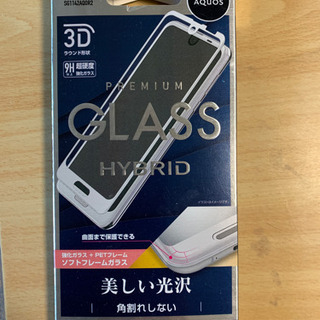 SG1142AQOR2
AQUOS
3D
ラウンド形状
9H 超硬度
強化ガラス
PREMIUM
GLASS
HYBRID
曲面まで保護できる
強化ガラス + PETフレーム
ソフトフレームガラス
美しい光沢
角割れしない